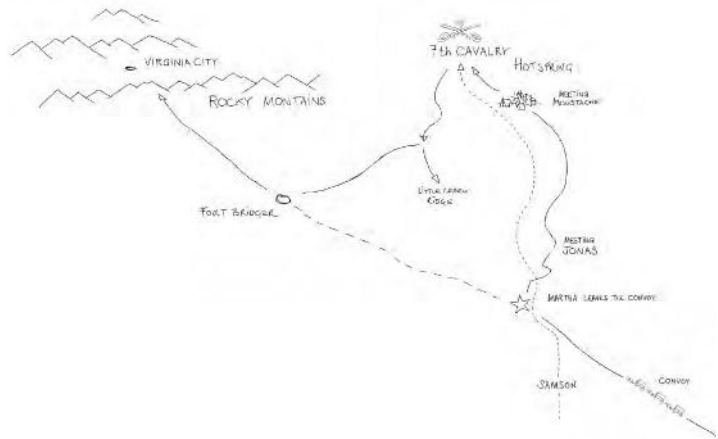 7th CAVALRY
VIRGINIA CITY
HOTSPRING
ROCKY MONTAINS
MEETING
MOUSTACHE
RIDGE
FORT BRIDGER
MEETING
JONAS
MARTHA LEAVES THE CONVOY
SAMSON
CONVOY